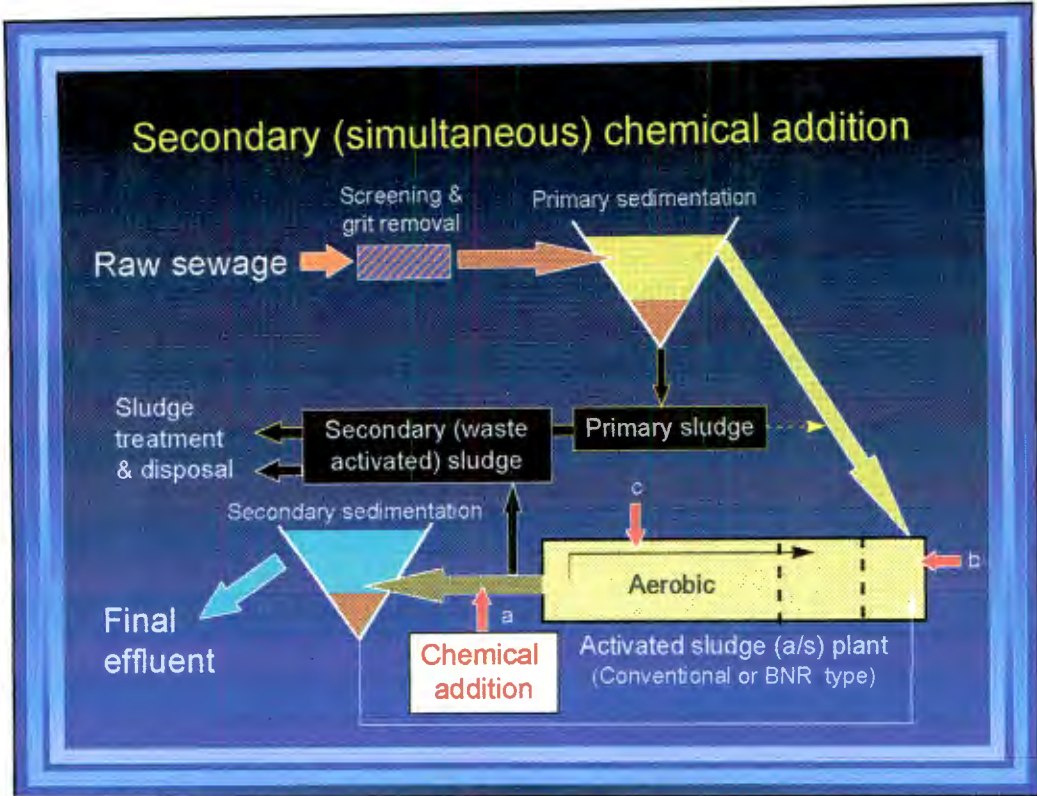 Secondary (simultaneous) chemical addition
Screening &
grit removal
Primary sedimentation
Raw sewage
Sludge
treatment
& disposal
Secondary (waste
activated) sludge
Primary sludge
Secondary sedimentation
c
Aerobic
b
a
Final
effluent
Chemical
addition
Activated sludge (a/s) plant
(Conventional or BNR type)